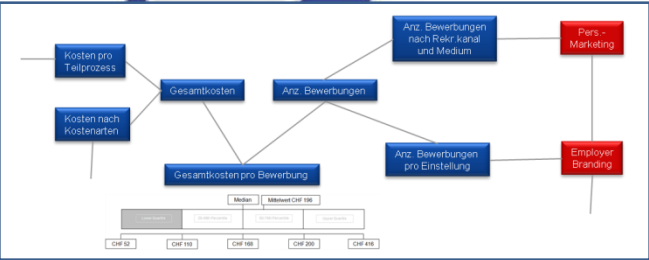 Anz. Bewerbungen
nach Rekr.kanal
und Medium
Pers.-
Marketing
Kosten pro
Teilprozess
Gesamtkosten
Anz. Bewerbungen
Kosten nach
Kostenarten
Anz. Bewerbungen
pro Einstellung
Employer
Branding
Gesamtkosten pro Bewerbung
Median
Mittelwert CHF 196
CHF 52
CHF 110
CHF 200
CHF 416